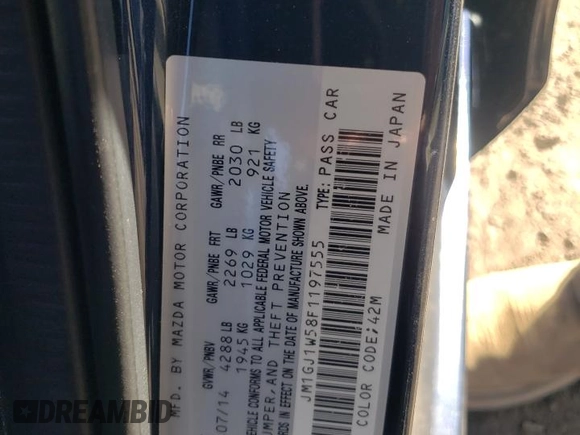 MFD. BY MAZDA MOTOR CORPORATION
GVWR/PNBV GAWR/PNBE FRT GAWR/PNBE RR
07/14 4288 LB 2269 LB 2030 LB
1945 KG 1029 KG 921 KG
VEHICLE CONFORMS TO ALL APPLICABLE FEDERAL MOTOR VEHICLE SAFETY
UMPER, AND THEFT PREVENTION
RDS IN EFFECT ON THE DATE OF MANUFACTURE SHOWN ABOVE.
JM1GJ1W58F1197555 TYPE: PASS CAR
COLOR CODE;42M MADE IN JAPAN
DREAMBID